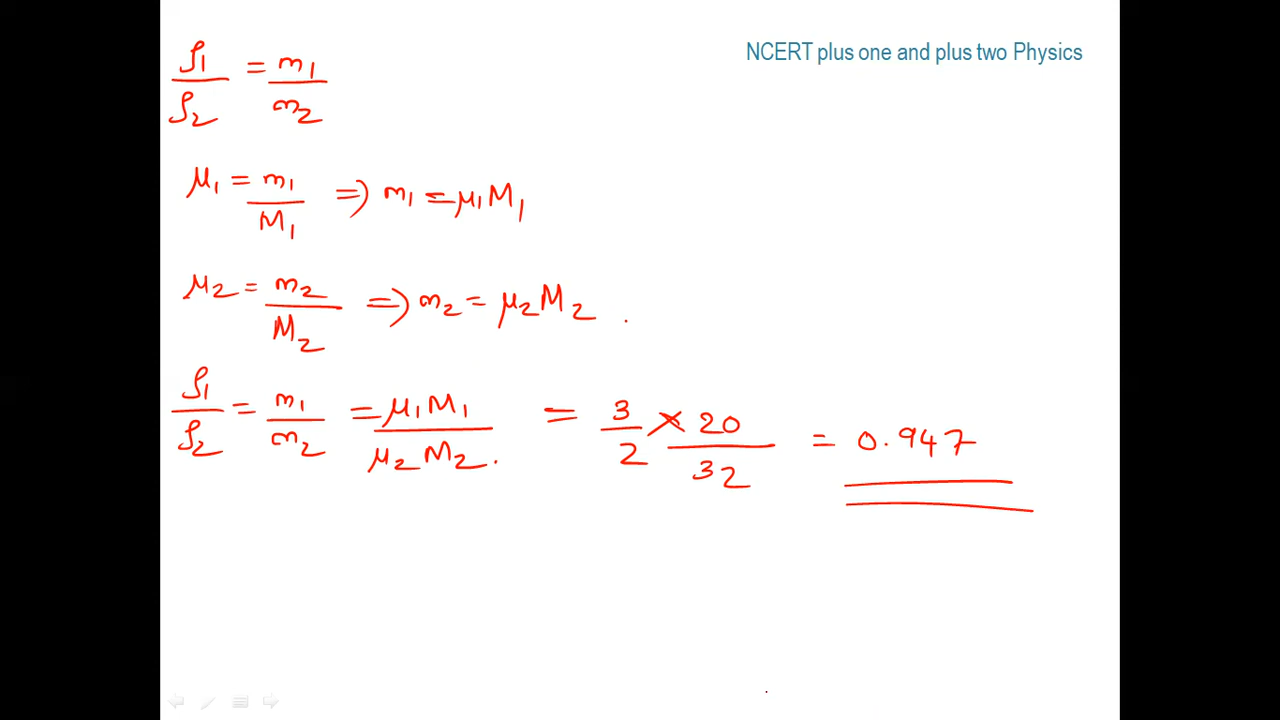 NCERT plus one and plus two Physics
ρ1/ρ2 = m1/m2
μ1 = m1/M1 => m1 = μ1M1
μ2 = m2/M2 => m2 = μ2M2 .
ρ1/ρ2 = m1/m2 = μ1M1/μ2M2. = 3/2 × 20/32 = 0.947